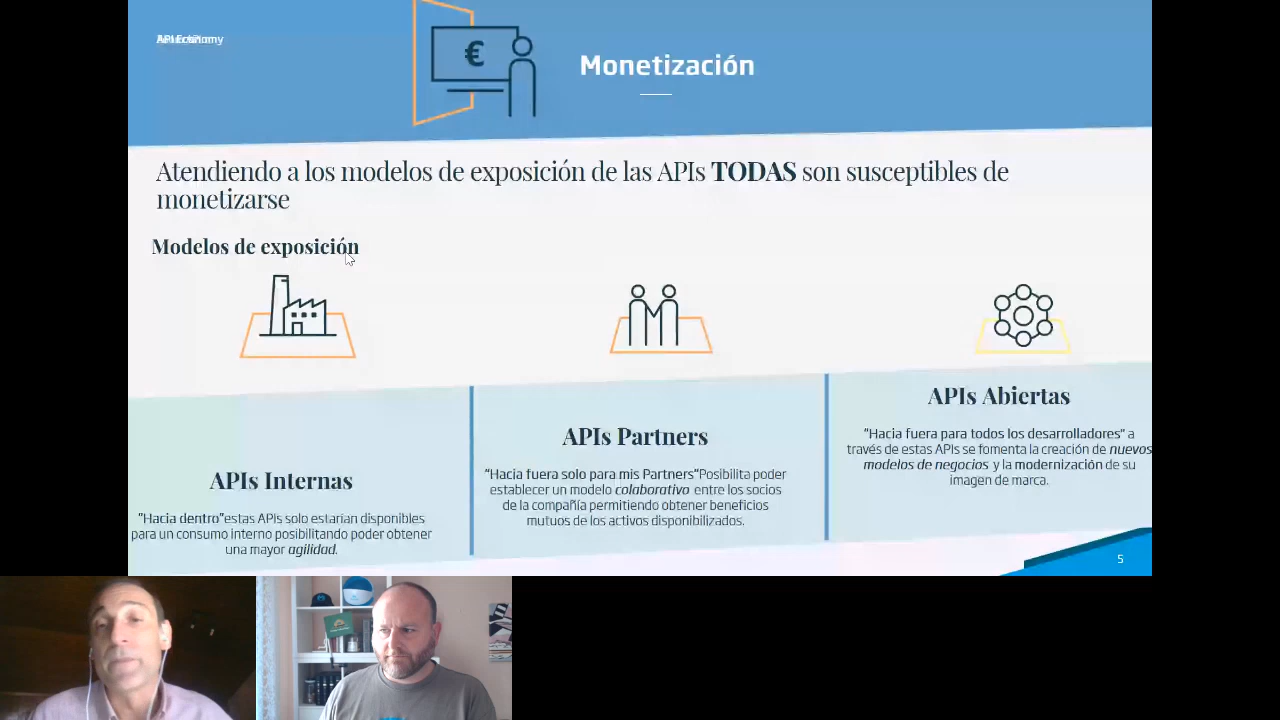 API Economy
€
Monetización
Atendiendo a los modelos de exposición de las APIs TODAS son susceptibles de
monetizarse
Modelos de exposición
APIs Internas
"Hacia dentro"estas APIs solo estarían disponibles
para un consumo interno posibilitando poder obtener
una mayor agilidad.
APIs Partners
"Hacia fuera solo para mis Partners"Posibilita poder
establecer un modelo colaborativo entre los socios
de la compañía permitiendo obtener beneficios
mutuos de los activos disponibilizados.
APIs Abiertas
"Hacia fuera para todos los desarrolladores" a
través de estas APIs se fomenta la creación de nuevos
modelos de negocios y la modernización de su
imagen de marca.
5